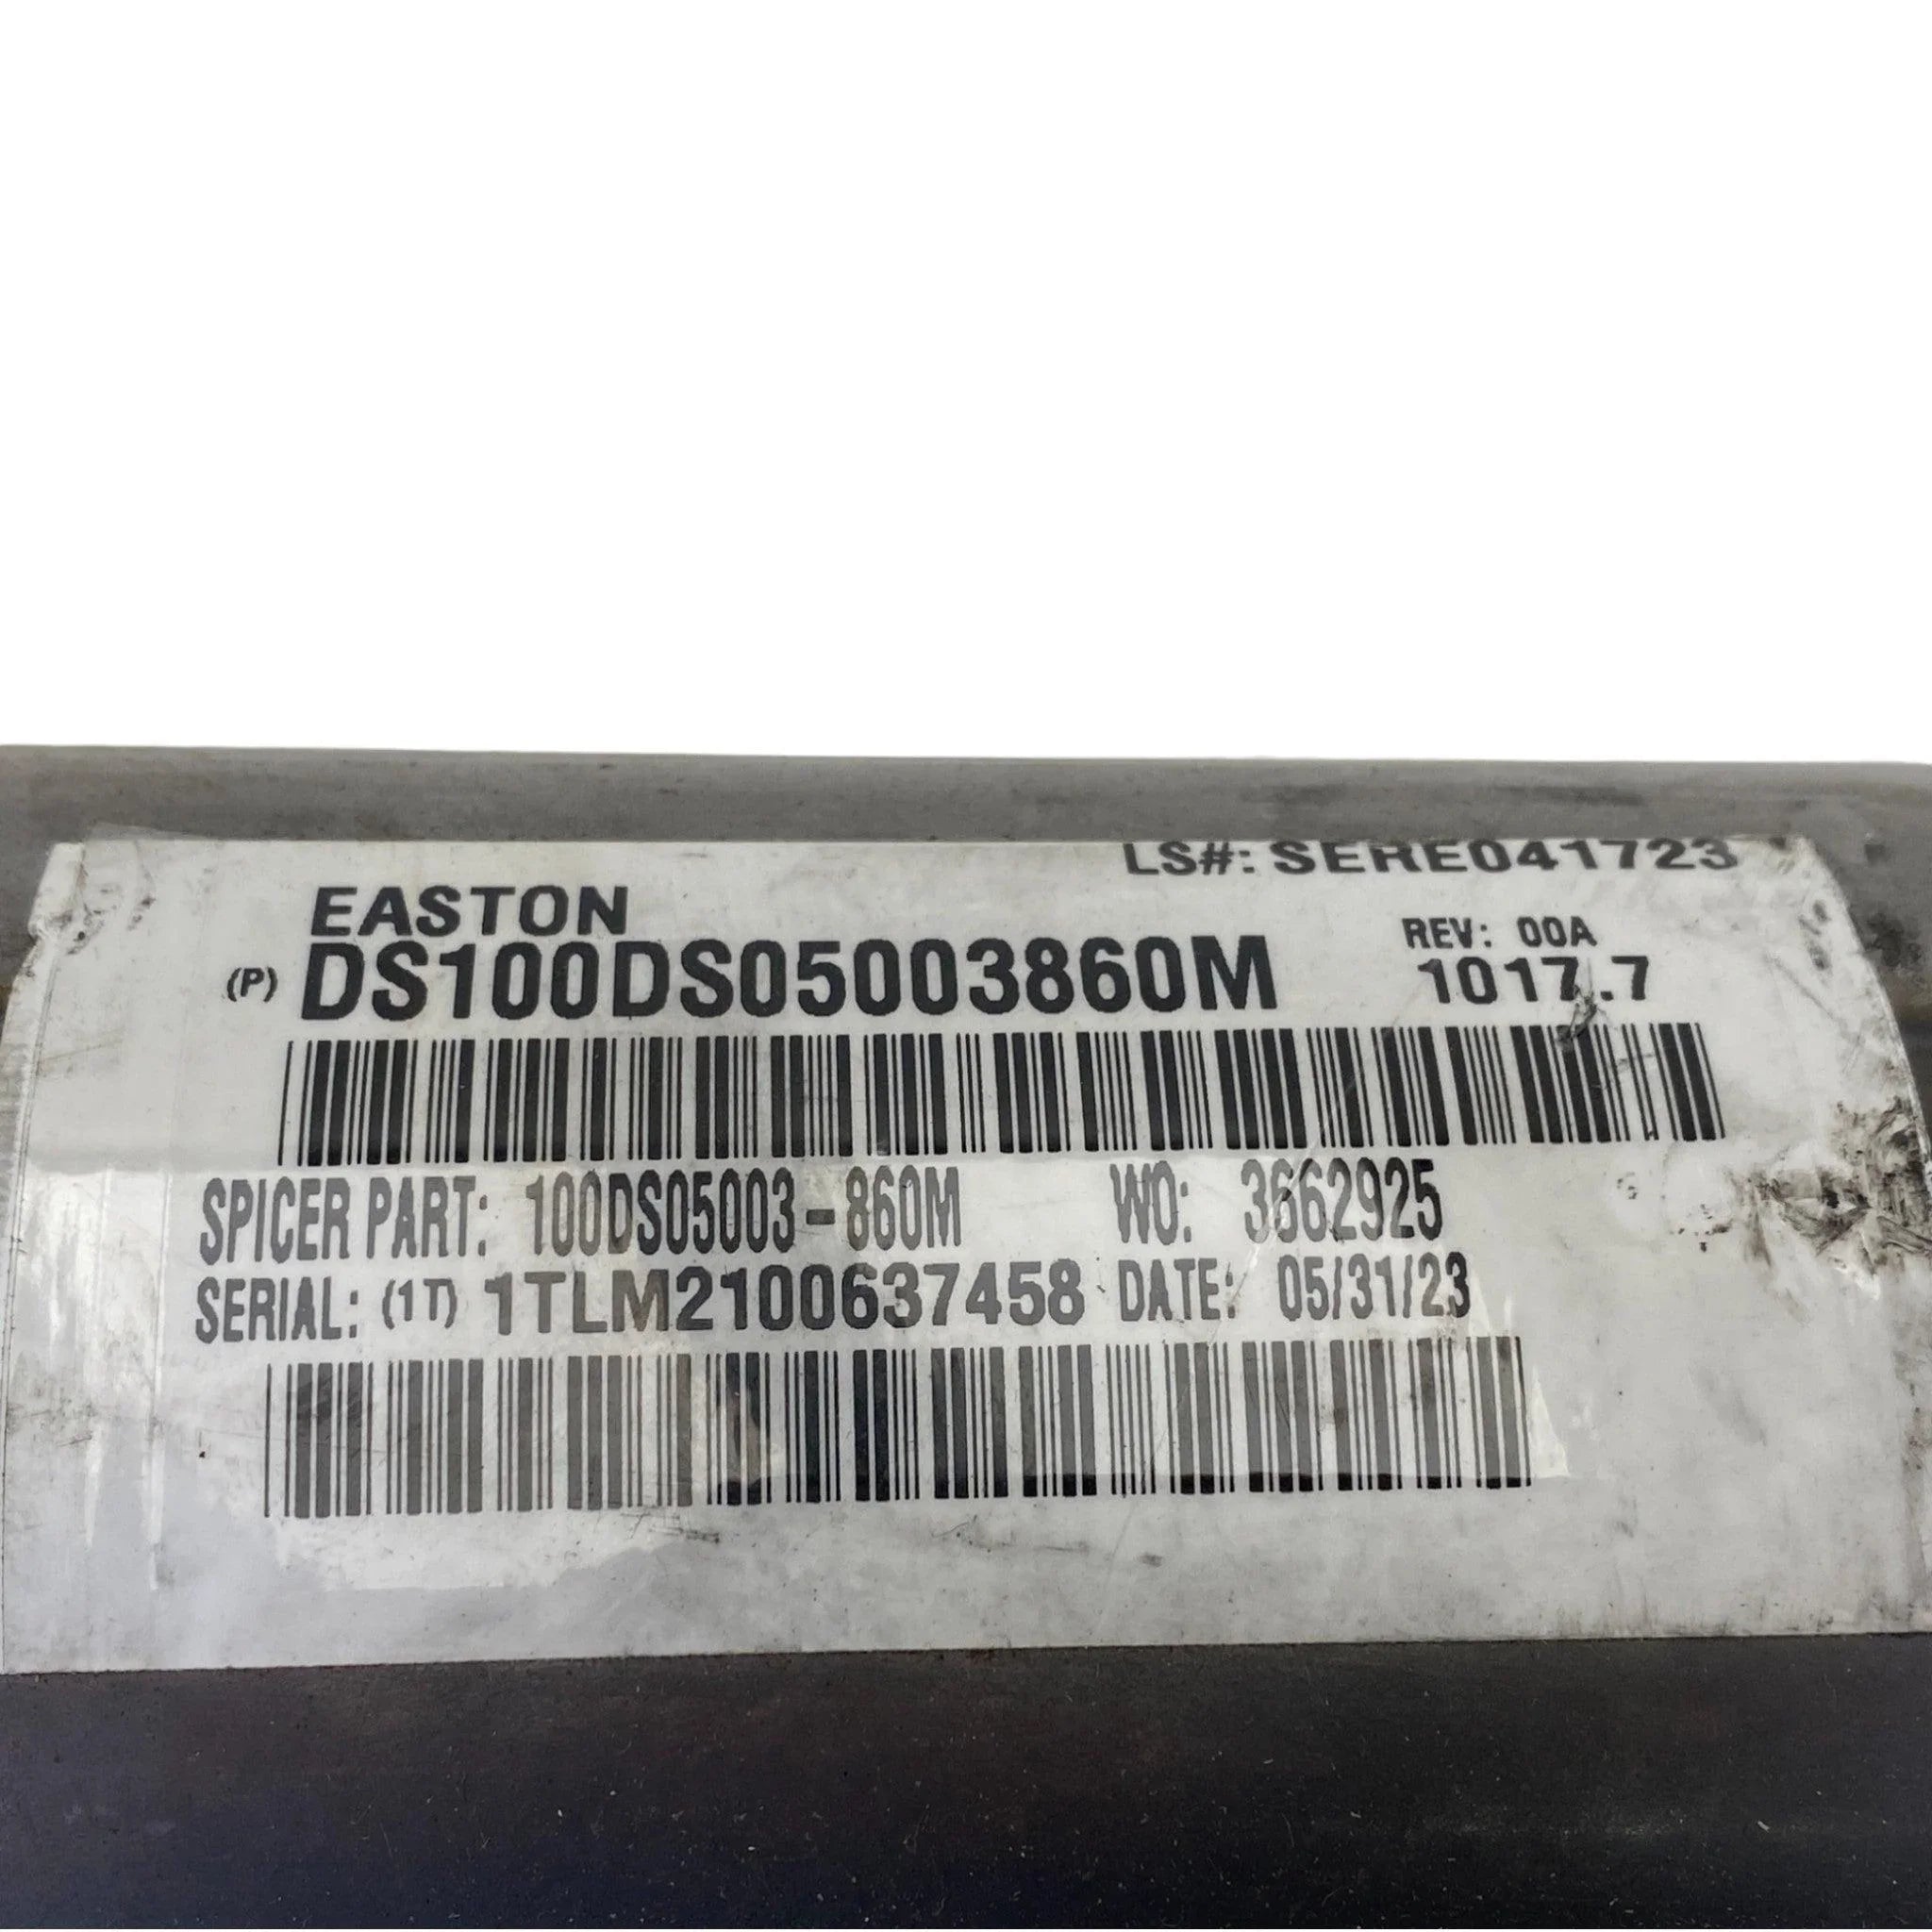 LS#: SERE041723
EASTON
REV: 00A
(P) DS100DS05003860M 1017.7
SPICER PART: 100DS05003-860M WO: 3662925
SERIAL: (1T) 1TLM2100637458 DATE: 05/31/23